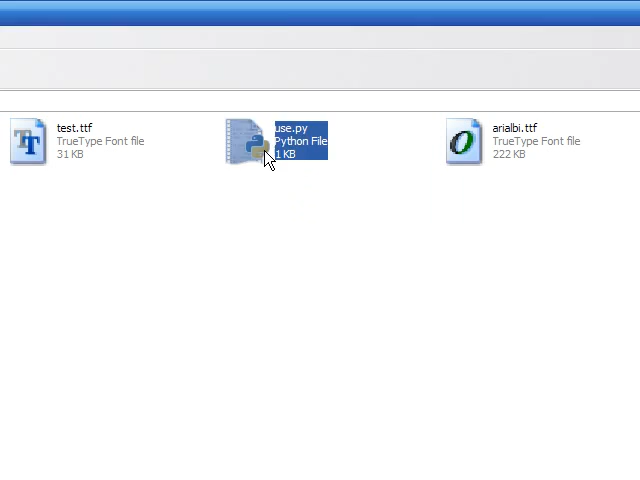 test.ttf
TrueType Font file
31 KB
use.py
Python File
1 KB
arialbi.ttf
TrueType Font file
222 KB